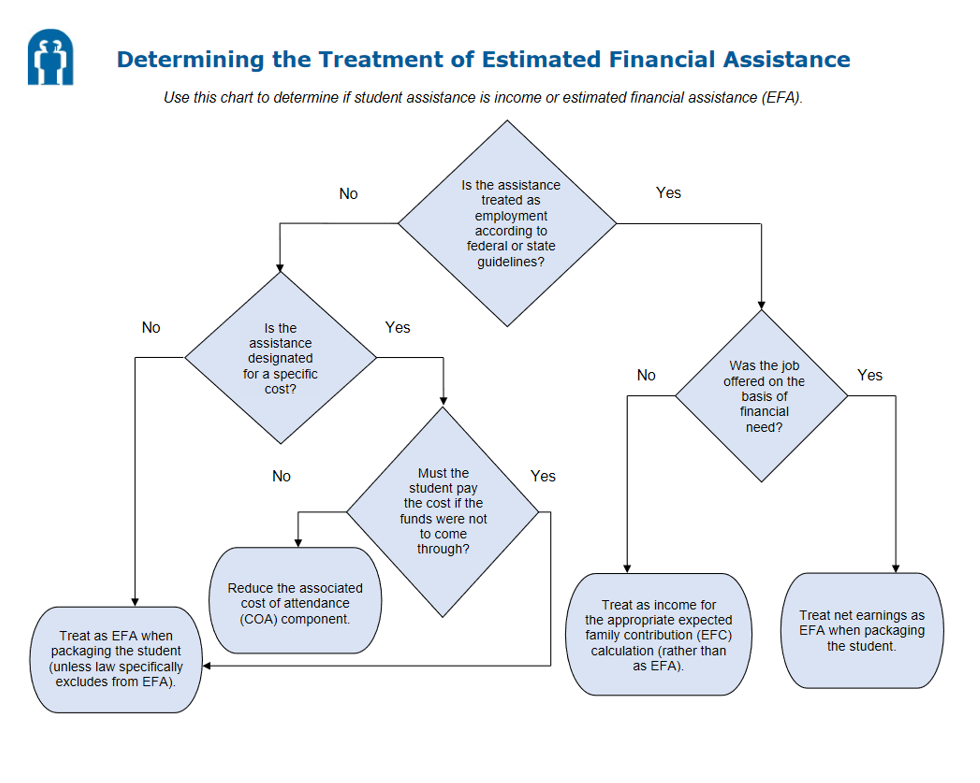 Determining the Treatment of Estimated Financial Assistance
Use this chart to determine if student assistance is income or estimated financial assistance (EFA).
Is the assistance
treated as
employment
according to
federal or state
guidelines?
No
Yes
Is the
assistance
designated
for a specific
cost?
No
Yes
Was the job
offered on the
basis of
financial
need?
No
Yes
Must the
student pay
the cost if the
funds were not
to come
through?
No
Yes
Reduce the associated
cost of attendance
(COA) component.
Treat as EFA when
packaging the student
(unless law specifically
excludes from EFA).
Treat as income for
the appropriate expected
family contribution (EFC)
calculation (rather than
as EFA).
Treat net earnings as
EFA when packaging
the student.